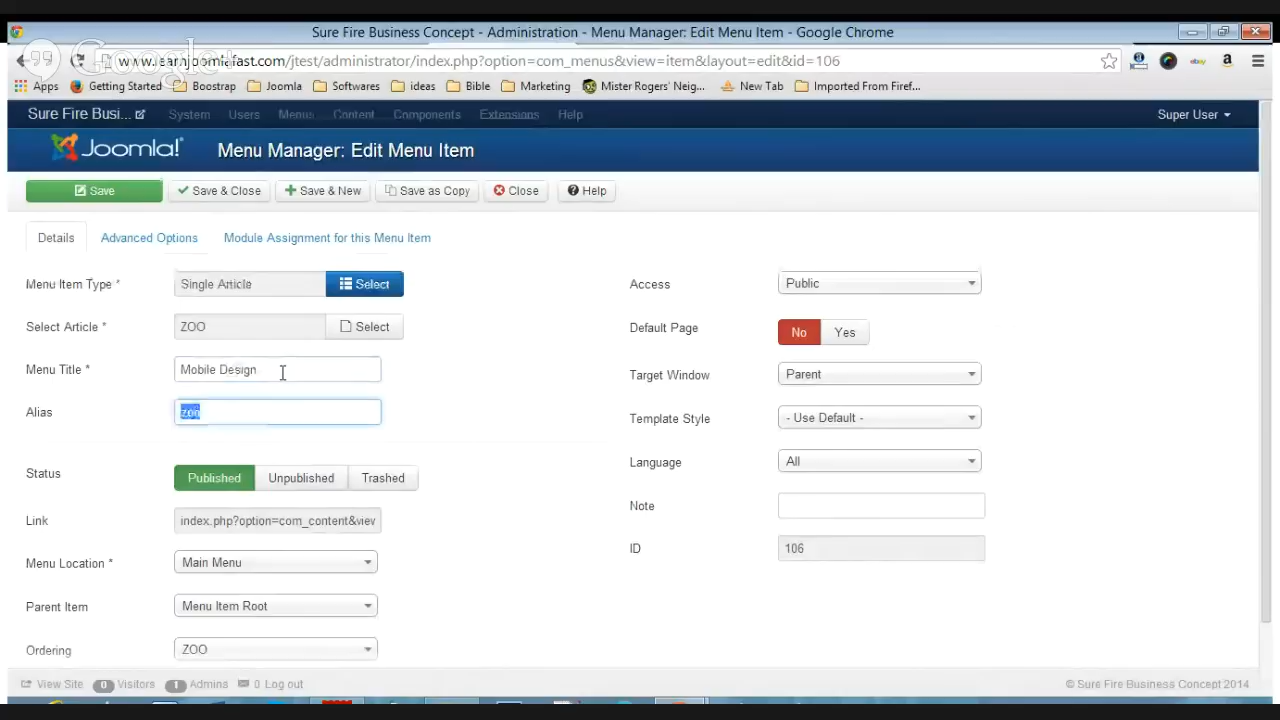 Sure Fire Business Concept - Administration - Menu Manager: Edit Menu Item - Google Chrome
Google+
www.learnjoomlafast.com/jtest/administrator/index.php?option=com_menus&view=item&layout=edit&id=106
Apps Getting Started Boostrap Joomla Softwares ideas Bible Marketing Mister Rogers' Neig... New Tab Imported From Firef...
Sure Fire Busi... System Users Menus Content Components Extensions Help Super User
Joomla! Menu Manager: Edit Menu Item
Save Save & Close Save & New Save as Copy Close Help
Details Advanced Options Module Assignment for this Menu Item
Menu Item Type * Single Article Select Access Public
Select Article * ZOO Select Default Page No Yes
Menu Title * Mobile Design Target Window Parent
Alias zoo Template Style - Use Default -
Status Published Unpublished Trashed Language All
Link index.php?option=com_content&view Note
Menu Location * Main Menu ID 106
Parent Item Menu Item Root
Ordering ZOO
View Site 0 Visitors 1 Admins 0 Log out © Sure Fire Business Concept 2014